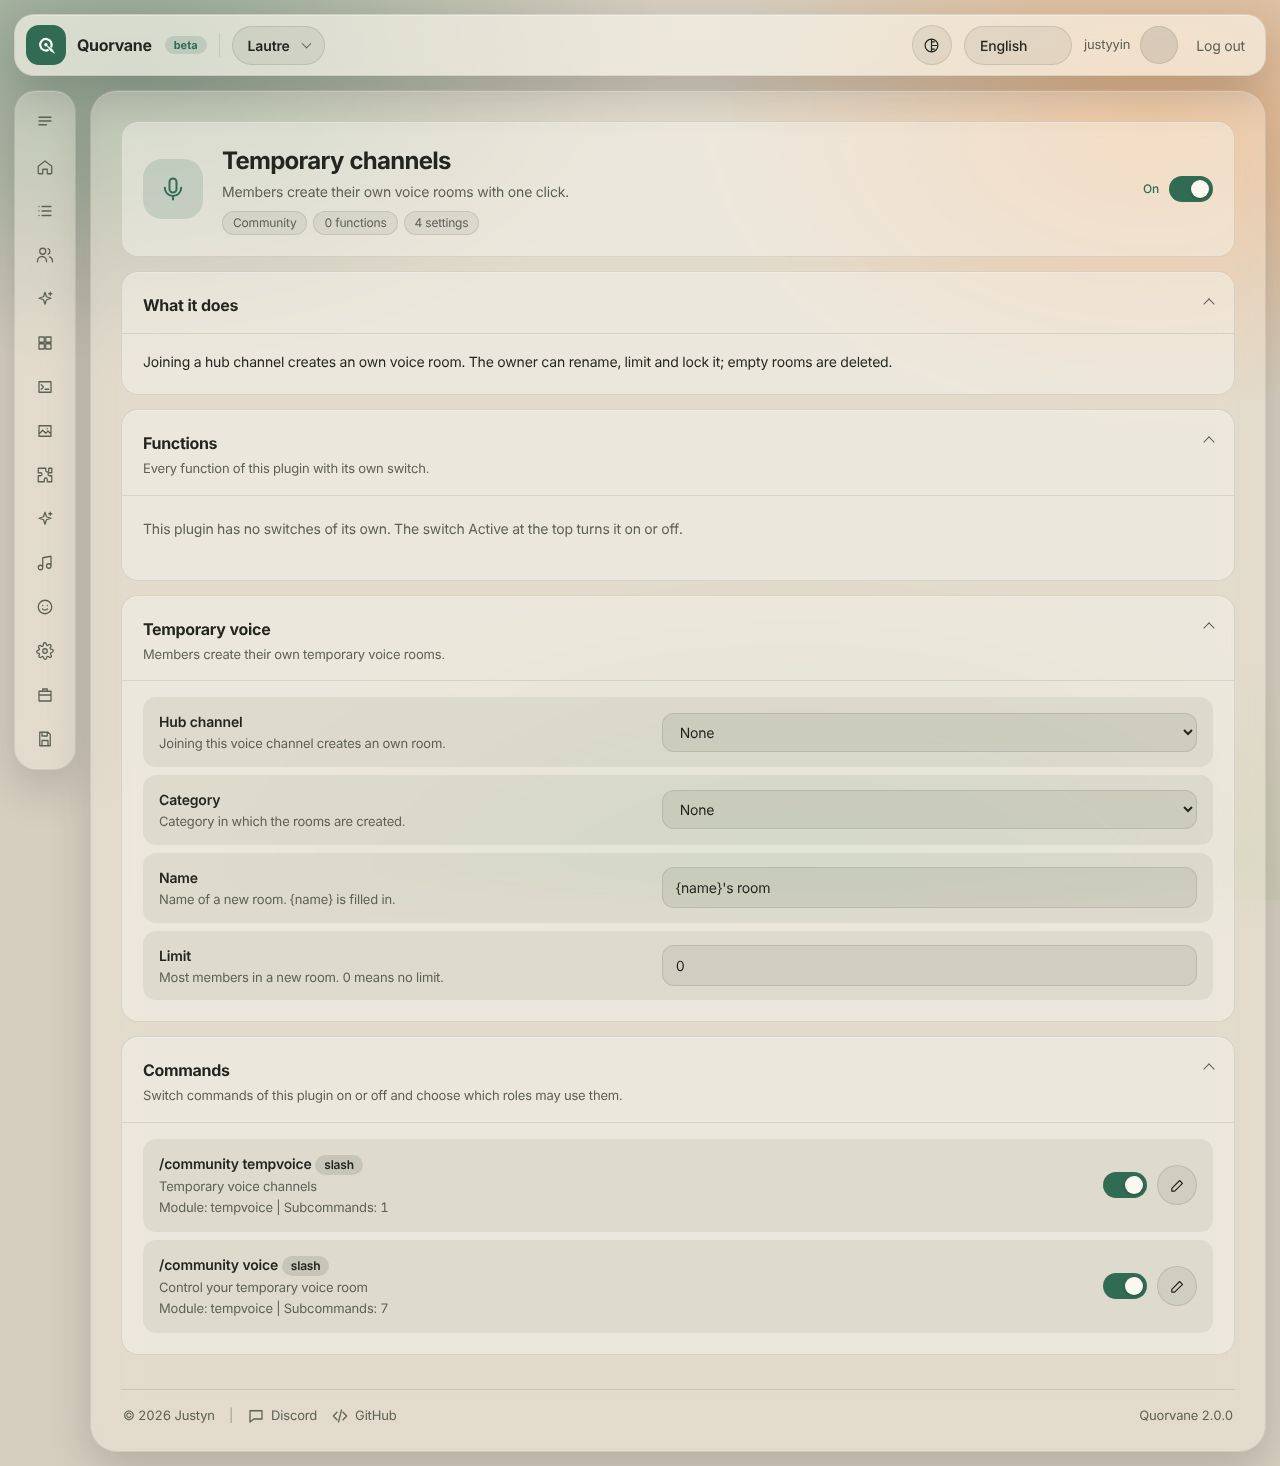 Quorvane beta Lautre English justyyin Log out
Temporary channels
Members create their own voice rooms with one click.
Community 0 functions 4 settings
On
What it does
Joining a hub channel creates an own voice room. The owner can rename, limit and lock it; empty rooms are deleted.
Functions
Every function of this plugin with its own switch.
This plugin has no switches of its own. The switch Active at the top turns it on or off.
Temporary voice
Members create their own temporary voice rooms.
Hub channel
Joining this voice channel creates an own room.
None
Category
Category in which the rooms are created.
None
Name
Name of a new room. {name} is filled in.
{name}'s room
Limit
Most members in a new room. 0 means no limit.
0
Commands
Switch commands of this plugin on or off and choose which roles may use them.
/community tempvoice slash
Temporary voice channels
Module: tempvoice | Subcommands: 1
/community voice slash
Control your temporary voice room
Module: tempvoice | Subcommands: 7
© 2026 Justyn | Discord GitHub Quorvane 2.0.0